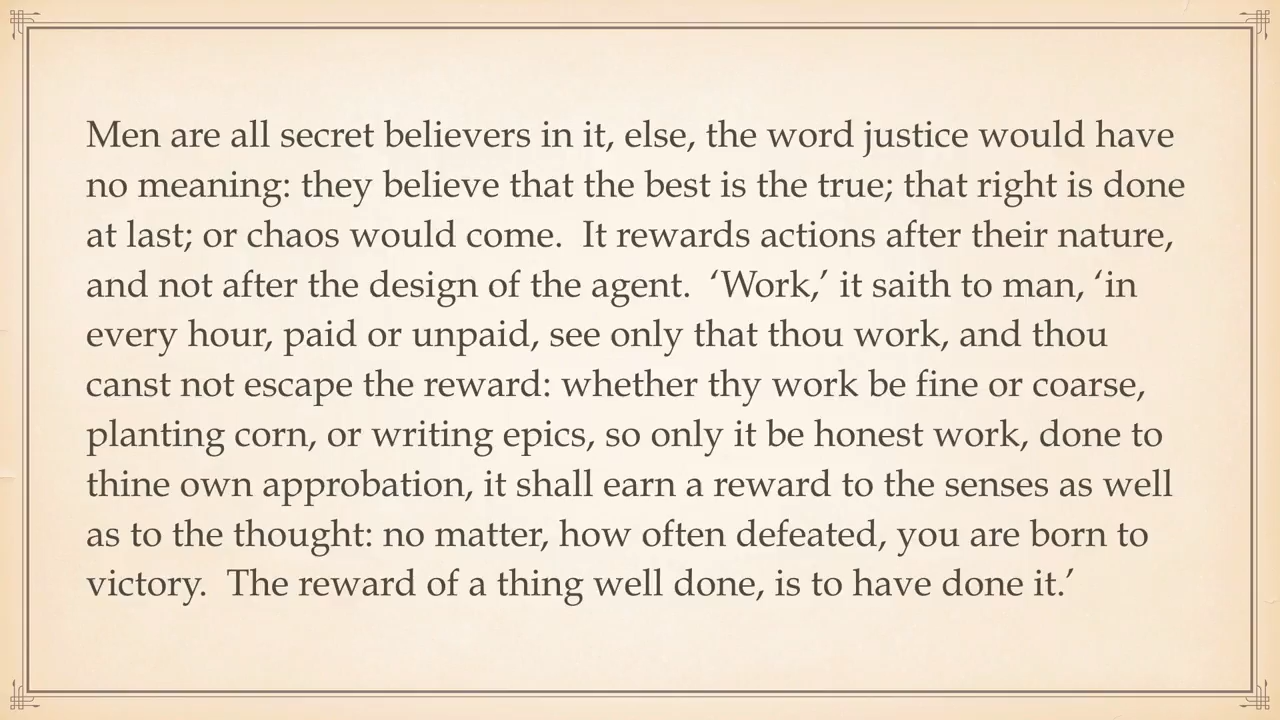 Men are all secret believers in it, else, the word justice would have
no meaning: they believe that the best is the true; that right is done
at last; or chaos would come.  It rewards actions after their nature,
and not after the design of the agent.  ‘Work,’ it saith to man, ‘in
every hour, paid or unpaid, see only that thou work, and thou
canst not escape the reward: whether thy work be fine or coarse,
planting corn, or writing epics, so only it be honest work, done to
thine own approbation, it shall earn a reward to the senses as well
as to the thought: no matter, how often defeated, you are born to
victory.  The reward of a thing well done, is to have done it.’